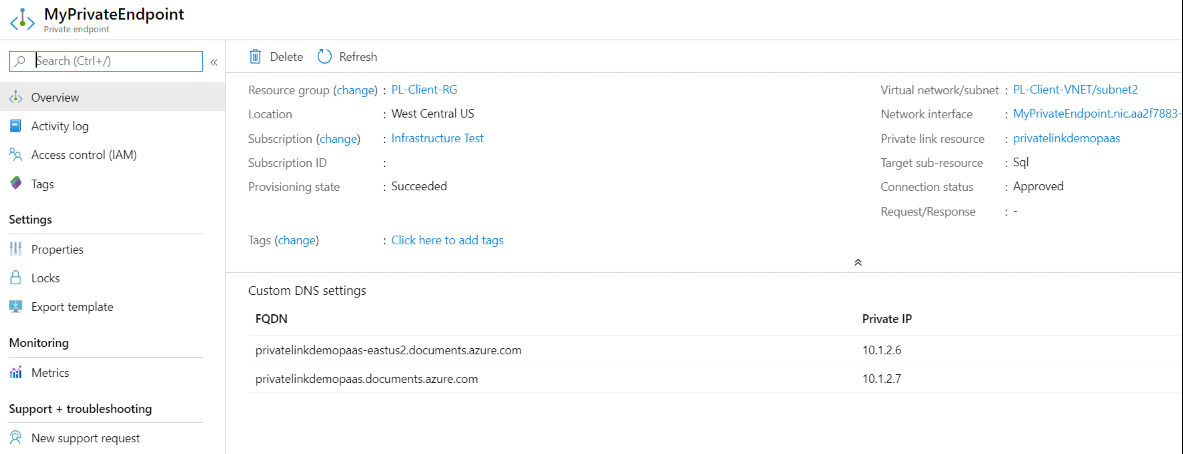 MyPrivateEndpoint
Private endpoint
Search (Ctrl+/)
«
Overview
Activity log
Access control (IAM)
Tags
Settings
Properties
Locks
Export template
Monitoring
Metrics
Support + troubleshooting
New support request
Delete Refresh
Resource group (change) : PL-Client-RG
Location : West Central US
Subscription (change) : Infrastructure Test
Subscription ID :
Provisioning state : Succeeded
Tags (change) : Click here to add tags
Virtual network/subnet : PL-Client-VNET/subnet2
Network interface : MyPrivateEndpoint.nic.aa2f7883-
Private link resource : privatelinkdemopaas
Target sub-resource : Sql
Connection status : Approved
Request/Response : -
Custom DNS settings
FQDN Private IP
privatelinkdemopaas-eastus2.documents.azure.com 10.1.2.6
privatelinkdemopaas.documents.azure.com 10.1.2.7